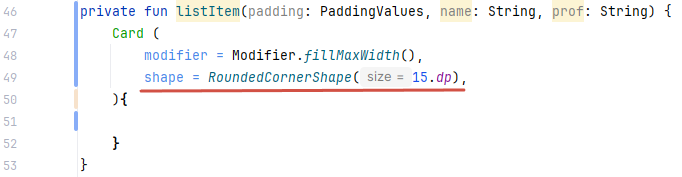 46 private fun listItem(padding: PaddingValues, name: String, prof: String) {
47 Card (
48 modifier = Modifier.fillMaxWidth(),
49 shape = RoundedCornerShape( size = 15.dp),
50 ){
51
52 }
53 }